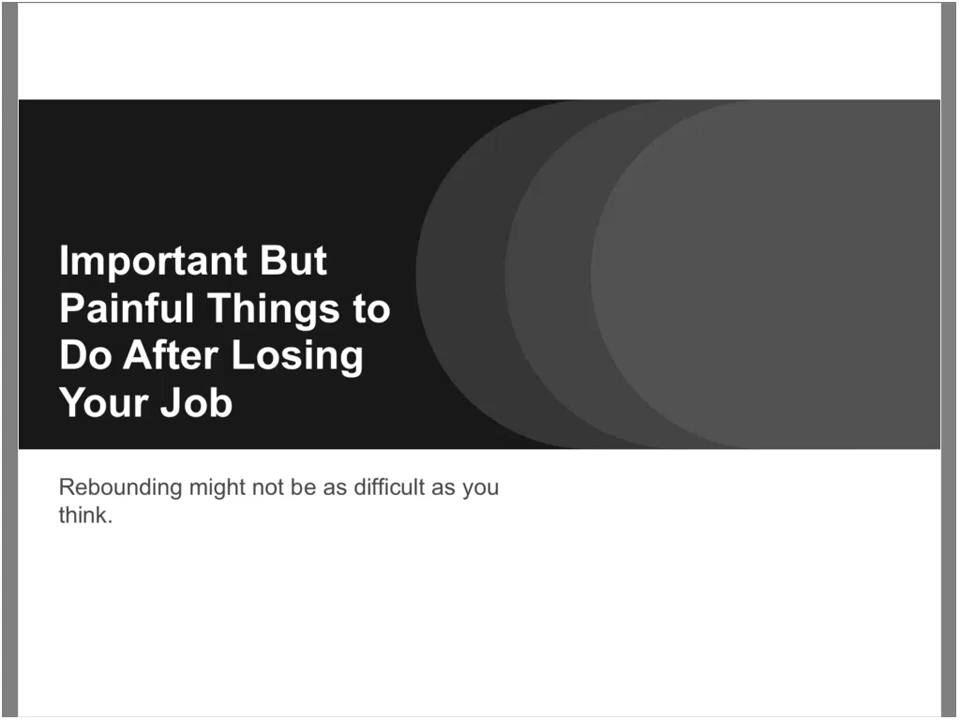 Important But
Painful Things to
Do After Losing
Your Job
Rebounding might not be as difficult as you
think.